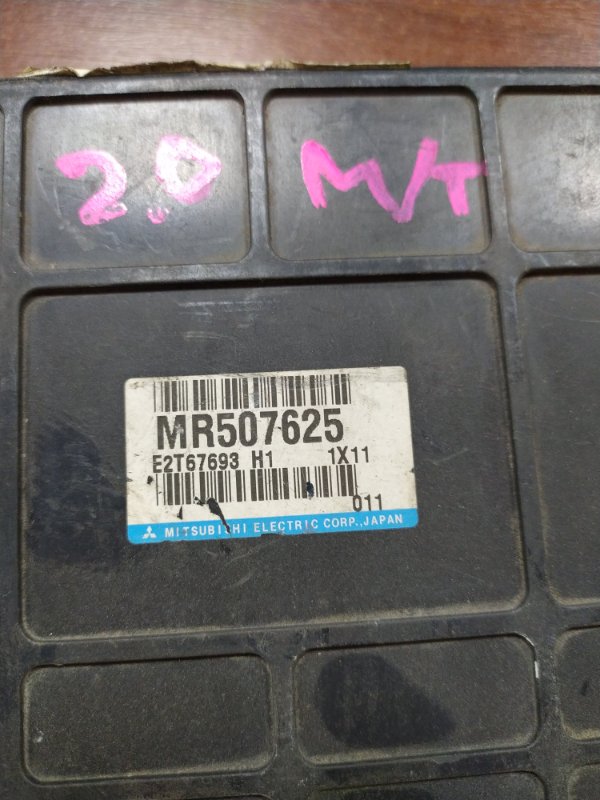 2.0 M/T
MR507625
E2T67693 H1 1X11
011
MITSUBISHI ELECTRIC CORP.,JAPAN